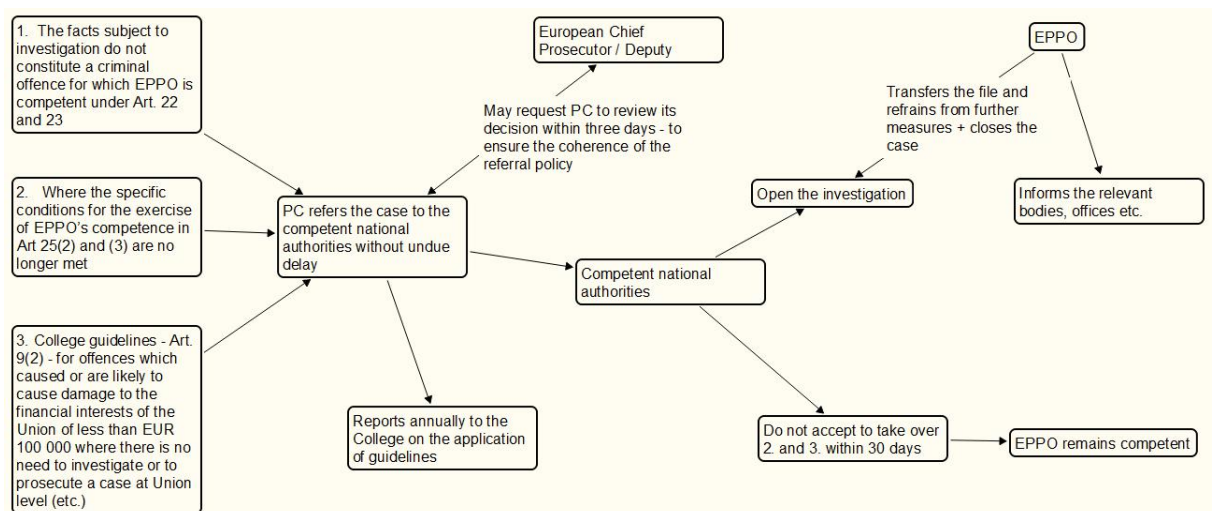 1.  The facts subject to
investigation do not
constitute a criminal
offence for which EPPO is
competent under Art. 22
and 23
European Chief
Prosecutor / Deputy
EPPO
May request PC to review its
decision within three days - to
ensure the coherence of the
referral policy
Transfers the file and
refrains from further
measures + closes the
case
2.   Where the specific
conditions for the exercise
of EPPO's competence in
Art 25(2) and (3) are no
longer met
PC refers the case to the
competent national
authorities without undue
delay
Open the investigation
Informs the relevant
bodies, offices etc.
Competent national
authorities
3. College guidelines - Art.
9(2) - for offences which
caused or are likely to
cause damage to the
financial interests of the
Union of less than EUR
100 000 where there is no
need to investigate or to
prosecute a case at Union
level (etc.)
Reports annually to the
College on the application
of guidelines
Do not accept to take over
2. and 3. within 30 days
EPPO remains competent